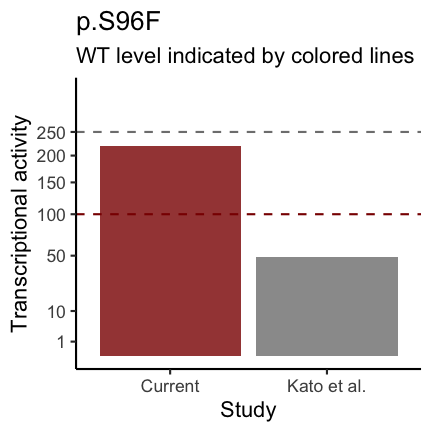 p.S96F
WT level indicated by colored lines
Transcriptional activity
250
200
150
100
50
10
1
Current
Kato et al.
Study